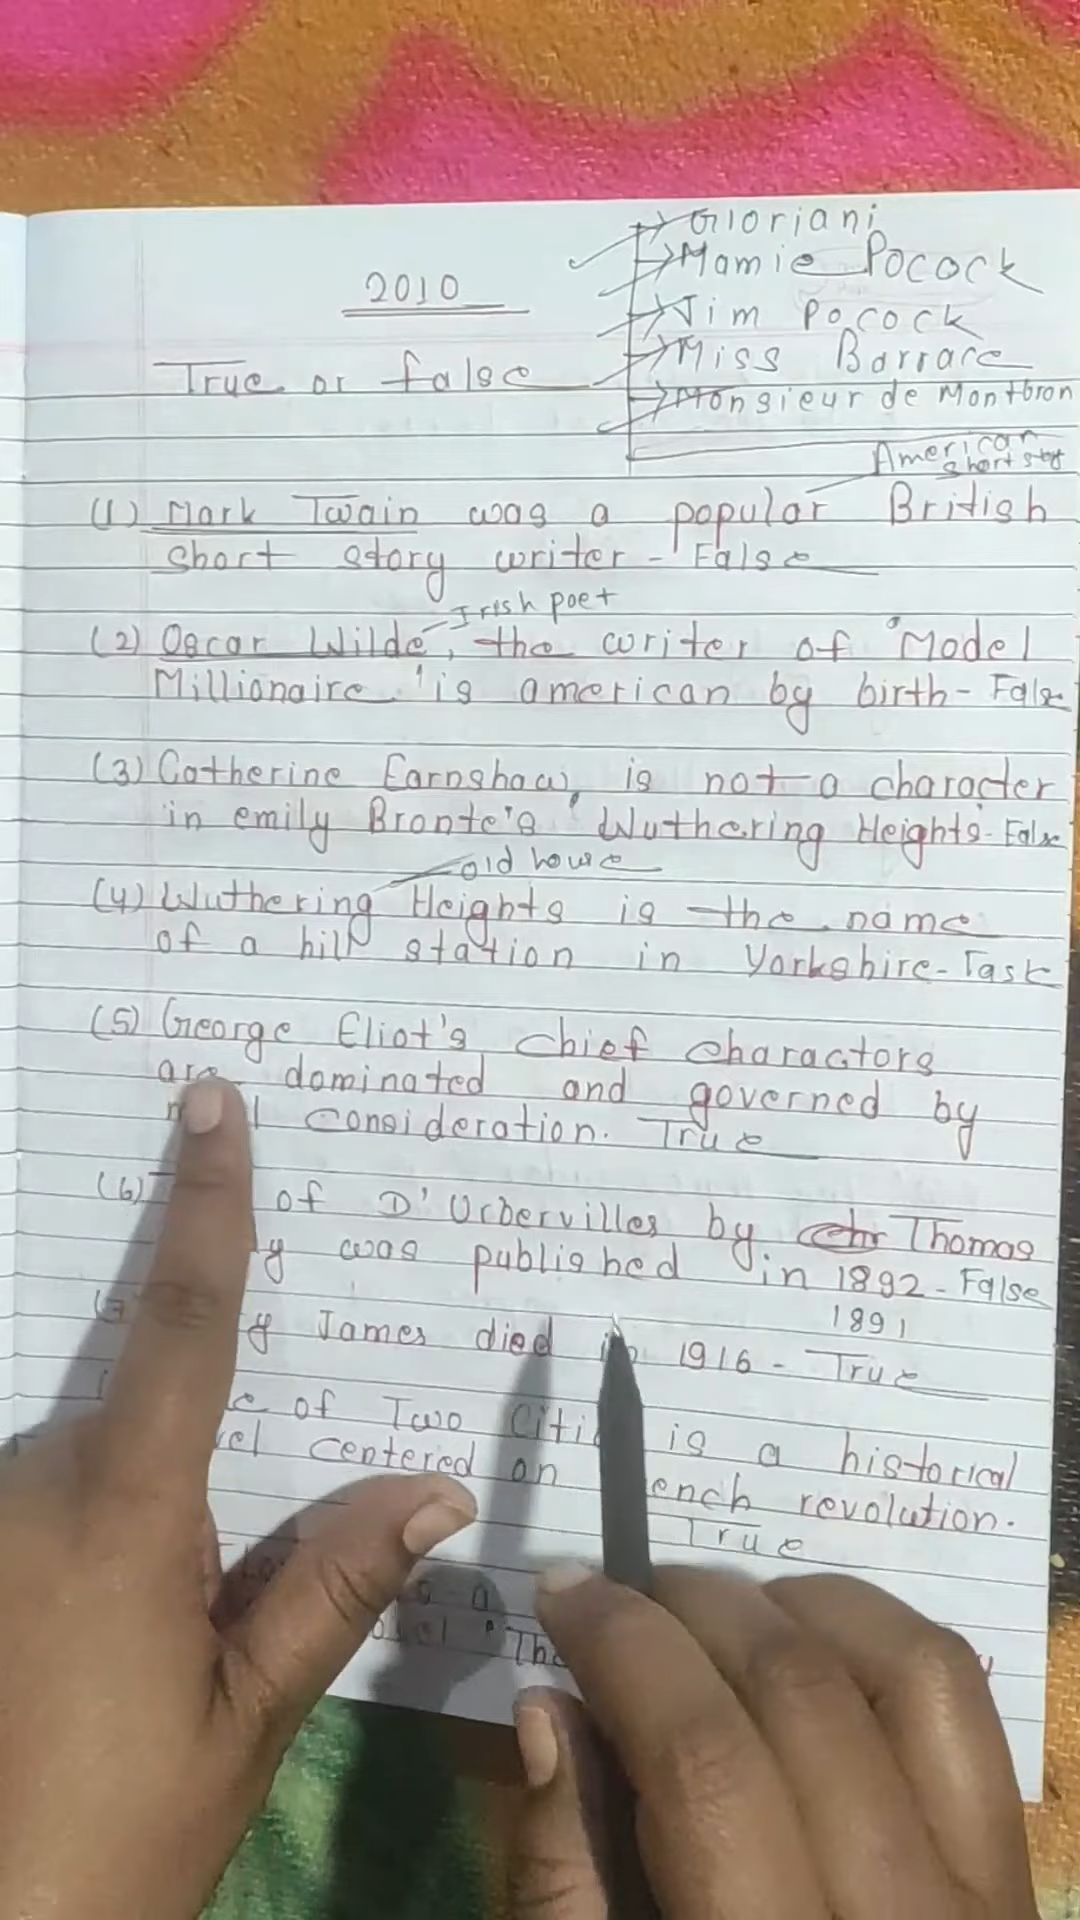 Gloriani
Mamie Pocock
2010
Jim Pocock
Miss Barrace
True or false
Monsieur de Montbron
American
short story
(1) Mark Twain was a popular British
short story writer - False
Irish poet
(2) Oscar Wilde, the writer of 'Model
Millionaire' is american by birth - False
(3) Catherine Earnshaw is not a character
in emily Bronte's 'Wuthering Heights - False
old house
(4) Wuthering Heights is the name
of a hill station in Yorkshire - Task
(5) George Eliot's chief charactors
are dominated and governed by
consideration. True
(6) of D'Urbervilles by Thomas
was published in 1892 - False
1891
James died in 1916 - True
of Two Citi is a historical
centered on ench revolution.
True
a
The